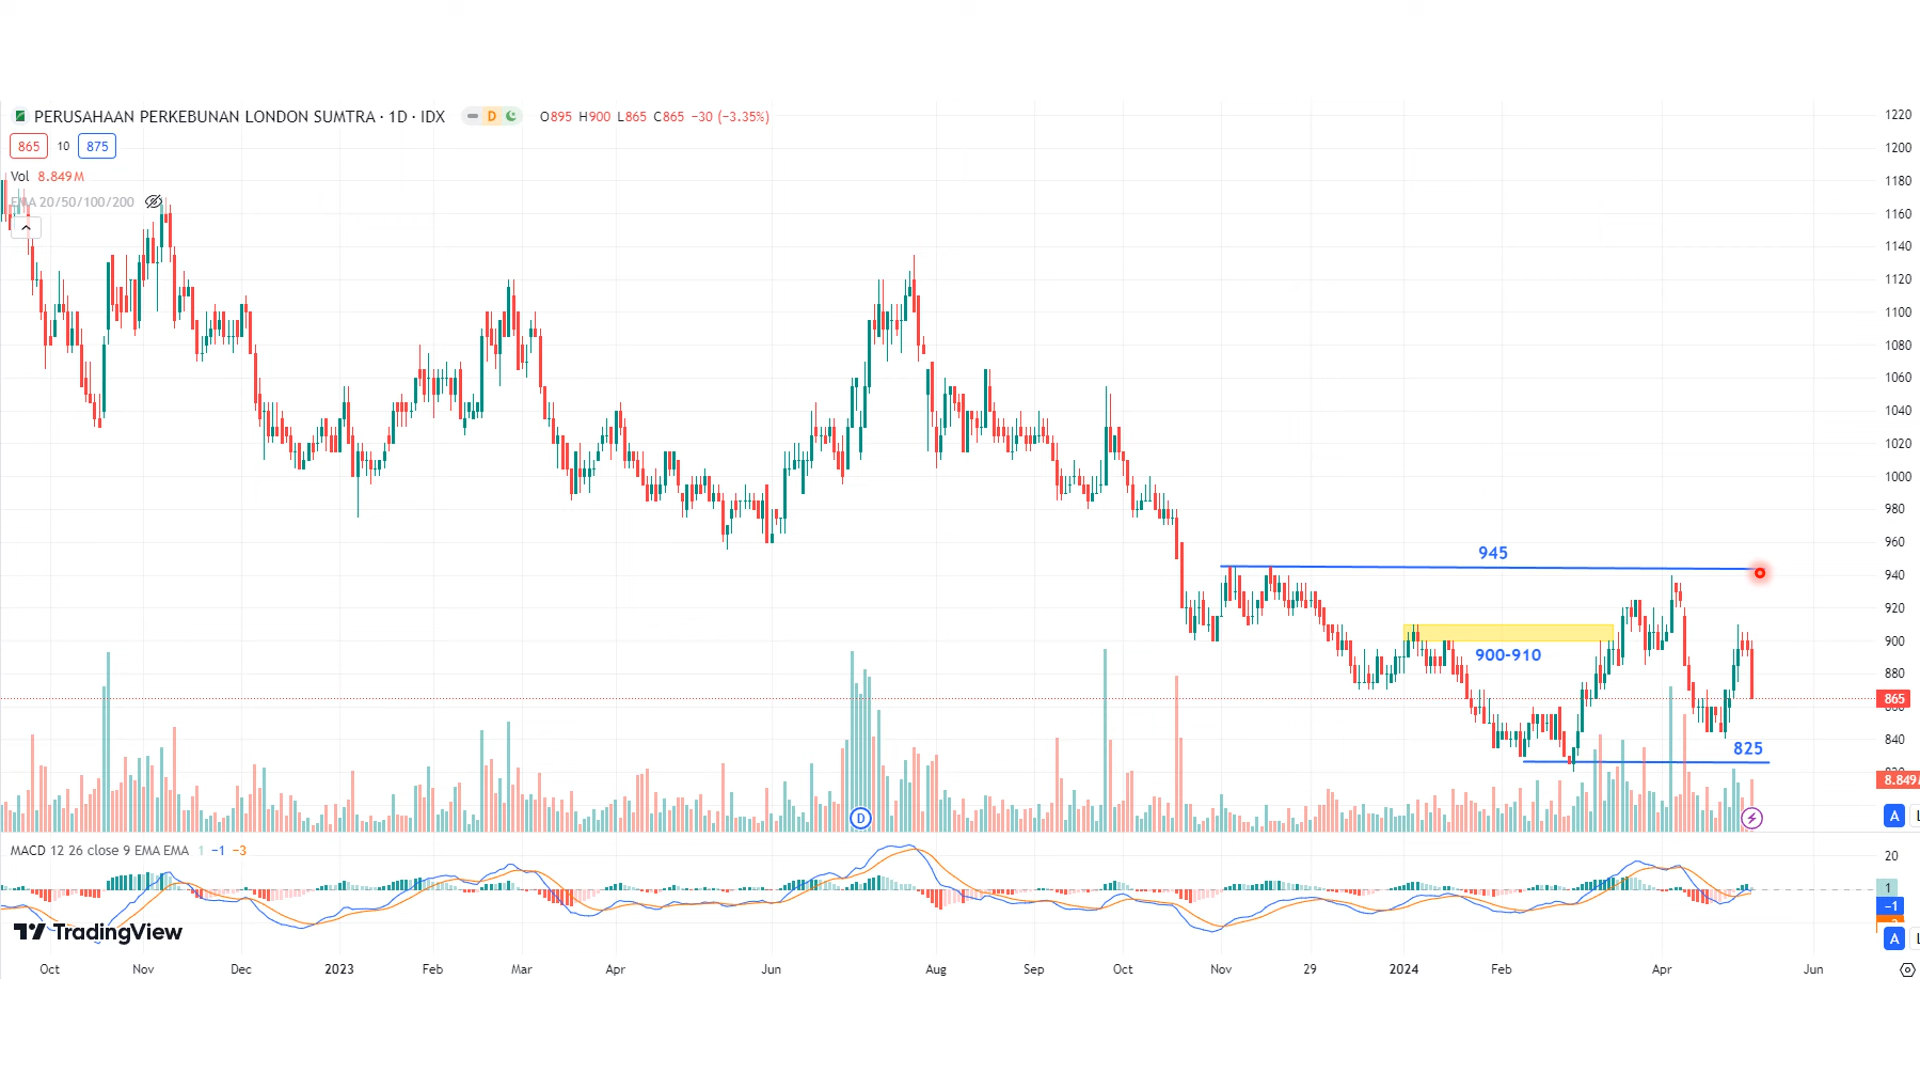 PERUSAHAAN PERKEBUNAN LONDON SUMTRA · 1D · IDX D O895 H900 L865 C865 −30 (−3.35%)
865 10 875
Vol 8.849M
EMA 20/50/100/200
1220
1200
1180
1160
1140
1120
1100
1080
1060
1040
1020
1000
980
960
940
920
900
880
865
860
840
820
8.849
945
900-910
825
D
A
L
MACD 12 26 close 9 EMA EMA 1 −1 −3
20
1
−1
A
L
TradingView
Oct Nov Dec 2023 Feb Mar Apr Jun Aug Sep Oct Nov 29 2024 Feb Apr Jun